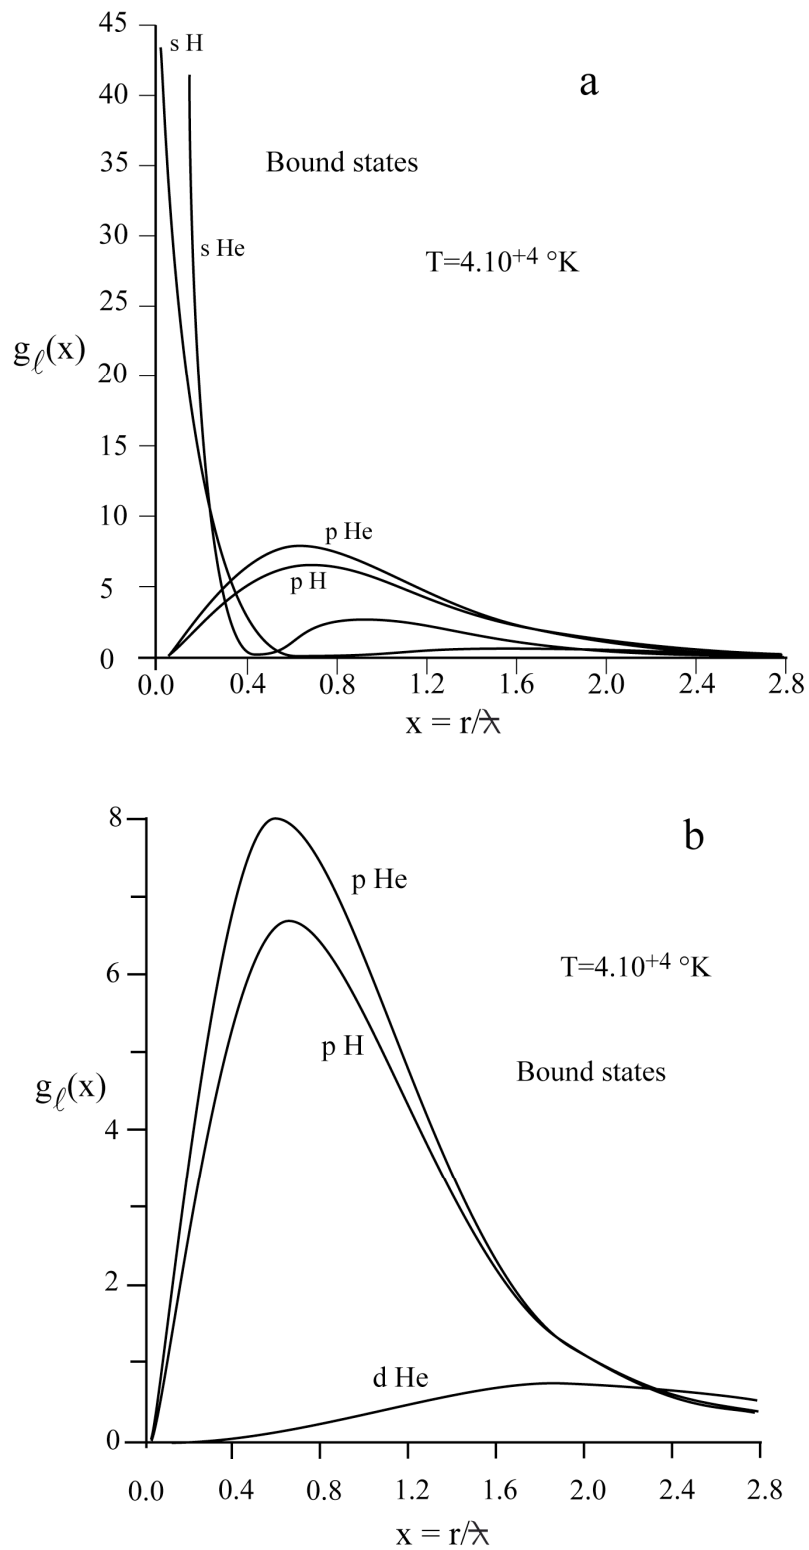 45
s H
a
40
35
Bound states
30
s He
T=4.10+4 °K
25
gℓ(x)
20
15
10
p He
5
p H
0
0.0 0.4 0.8 1.2 1.6 2.0 2.4 2.8
x = r/ƛ
8
b
p He
6
T=4.10+4 °K
p H
Bound states
gℓ(x)
4
2
d He
0
0.0 0.4 0.8 1.2 1.6 2.0 2.4 2.8
x = r/ƛ